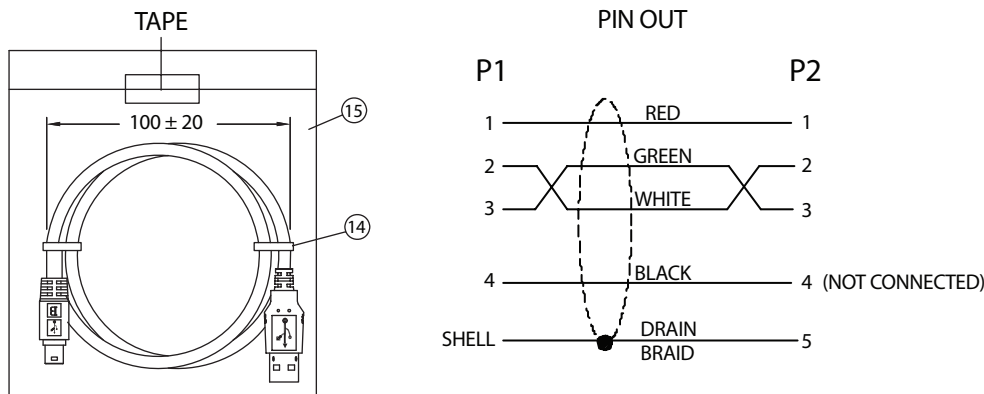 TAPE
100 ± 20
15
14
B
PIN OUT
P1 P2
1 RED 1
2 GREEN 2
3 WHITE 3
4 BLACK 4 (NOT CONNECTED)
SHELL DRAIN 5
BRAID